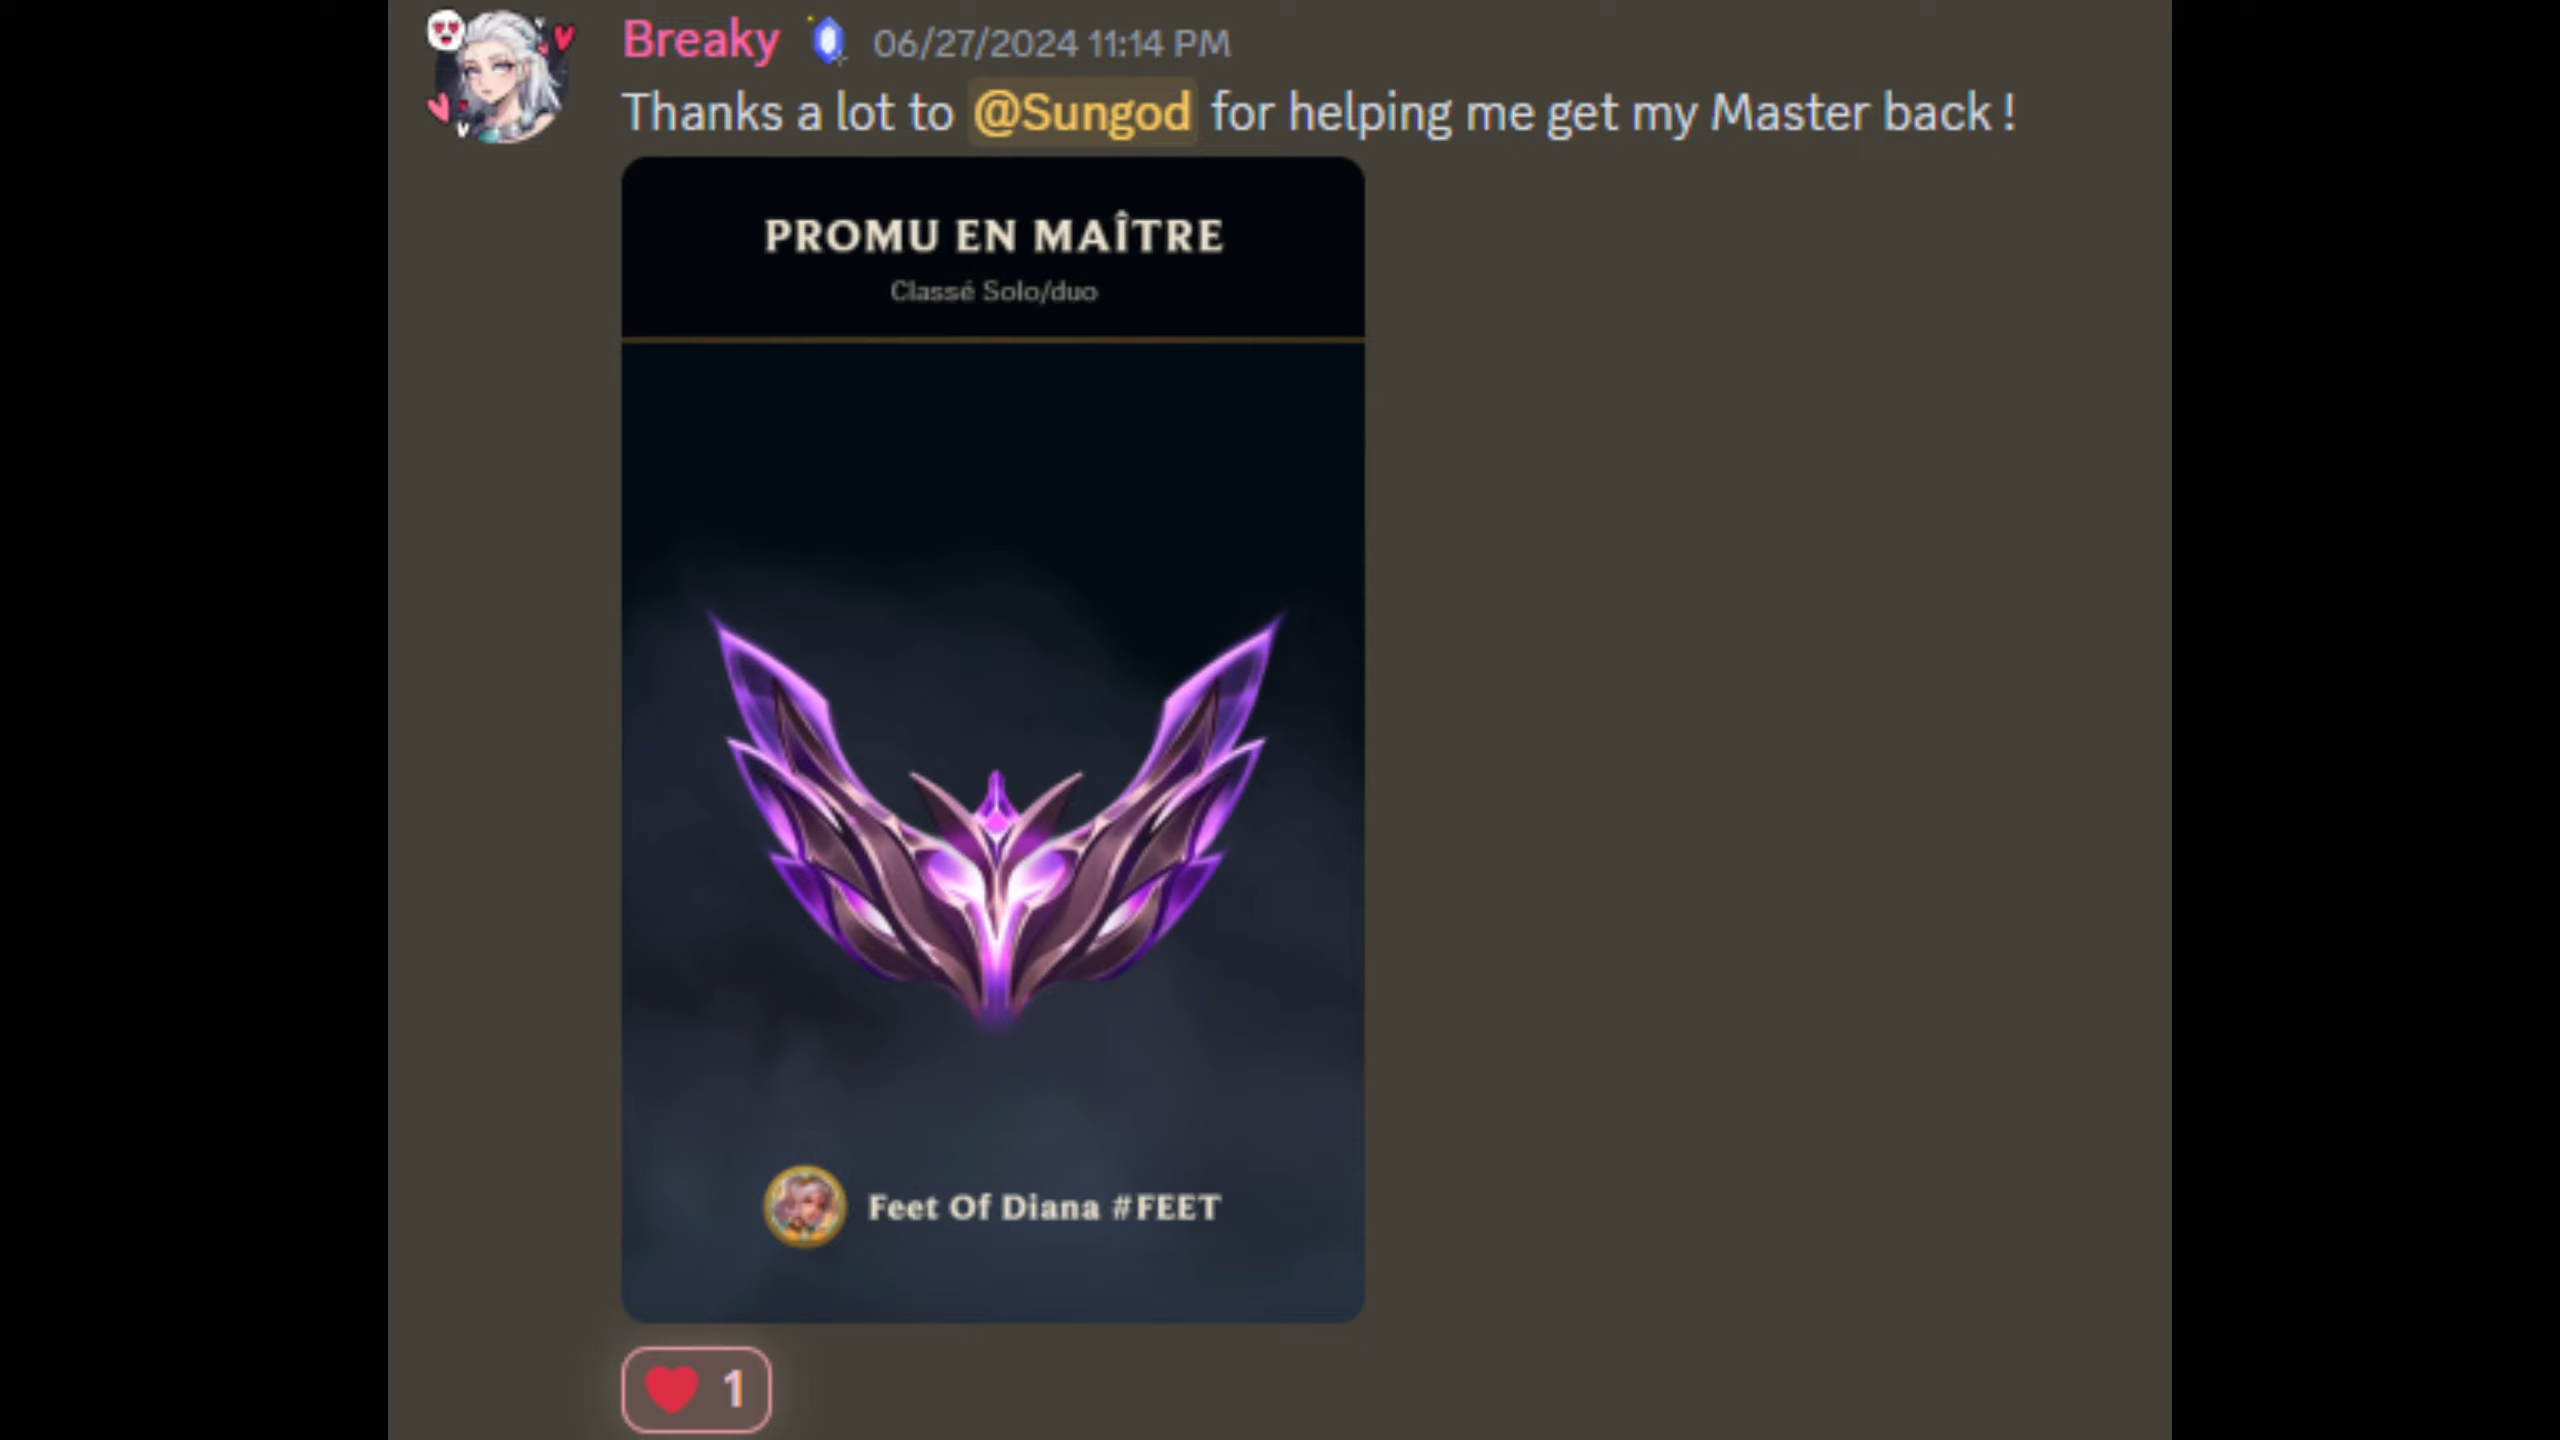 Breaky 06/27/2024 11:14 PM
Thanks a lot to @Sungod for helping me get my Master back !
PROMU EN MAÎTRE
Classé Solo/duo
Feet Of Diana #FEET
1